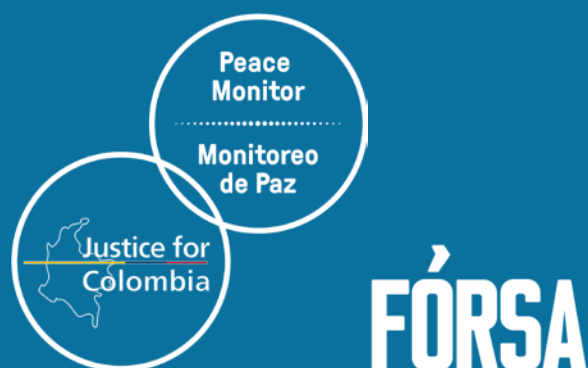 Peace
Monitor
Monitoreo
de Paz
Justice for
Colombia
FÓRSA